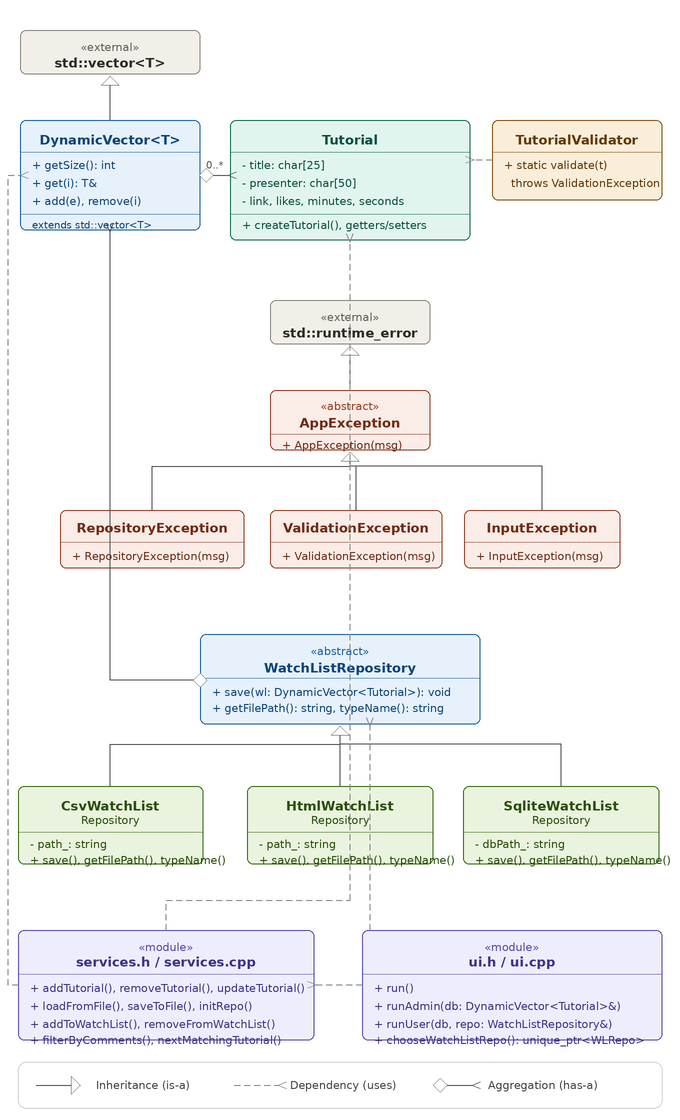 «external»
std::vector<T>
DynamicVector<T>
+ getSize(): int
+ get(i): T&
+ add(e), remove(i)
extends std::vector<T>
0..*
Tutorial
- title: char[25]
- presenter: char[50]
- link, likes, minutes, seconds
+ createTutorial(), getters/setters
TutorialValidator
+ static validate(t)
throws ValidationException
«external»
std::runtime_error
«abstract»
AppException
+ AppException(msg)
RepositoryException
+ RepositoryException(msg)
ValidationException
+ ValidationException(msg)
InputException
+ InputException(msg)
«abstract»
WatchListRepository
+ save(wl: DynamicVector<Tutorial>): void
+ getFilePath(): string, typeName(): string
CsvWatchList
Repository
- path_: string
+ save(), getFilePath(), typeName()
HtmlWatchList
Repository
- path_: string
+ save(), getFilePath(), typeName()
SqliteWatchList
Repository
- dbPath_: string
+ save(), getFilePath(), typeName()
«module»
services.h / services.cpp
+ addTutorial(), removeTutorial(), updateTutorial()
+ loadFromFile(), saveToFile(), initRepo()
+ addToWatchList(), removeFromWatchList()
+ filterByComments(), nextMatchingTutorial()
«module»
ui.h / ui.cpp
+ run()
+ runAdmin(db: DynamicVector<Tutorial>&)
+ runUser(db, repo: WatchListRepository&)
+ chooseWatchListRepo(): unique_ptr<WLRepo>
Inheritance (is-a)
Dependency (uses)
Aggregation (has-a)